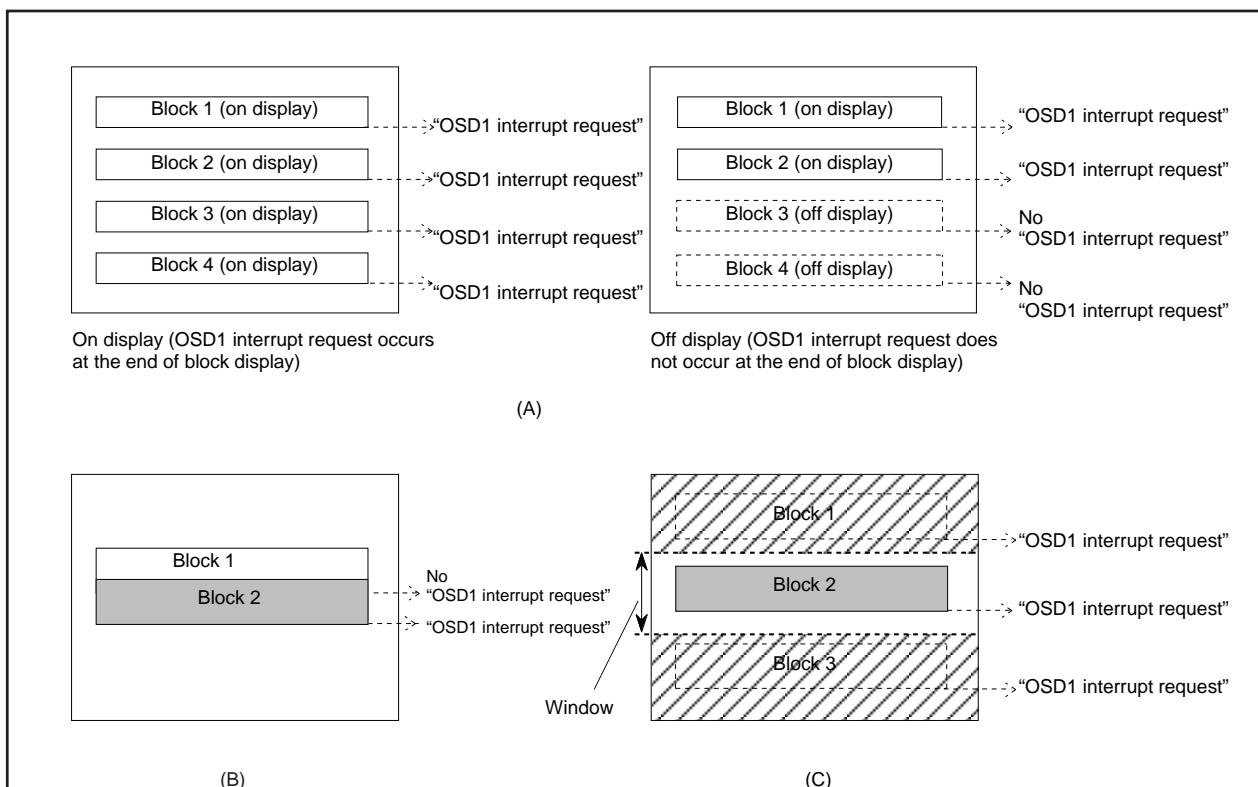 Block 1 (on display)
“OSD1 interrupt request”
Block 2 (on display)
“OSD1 interrupt request”
Block 3 (on display)
“OSD1 interrupt request”
Block 4 (on display)
“OSD1 interrupt request”
On display (OSD1 interrupt request occurs
at the end of block display)
Block 1 (on display)
“OSD1 interrupt request”
Block 2 (on display)
“OSD1 interrupt request”
Block 3 (off display)
No
“OSD1 interrupt request”
Block 4 (off display)
No
“OSD1 interrupt request”
Off display (OSD1 interrupt request does
not occur at the end of block display)
(A)
Block 1
Block 2
No
“OSD1 interrupt request”
“OSD1 interrupt request”
(B)
Block 1
“OSD1 interrupt request”
Block 2
“OSD1 interrupt request”
Block 3
“OSD1 interrupt request”
Window
(C)